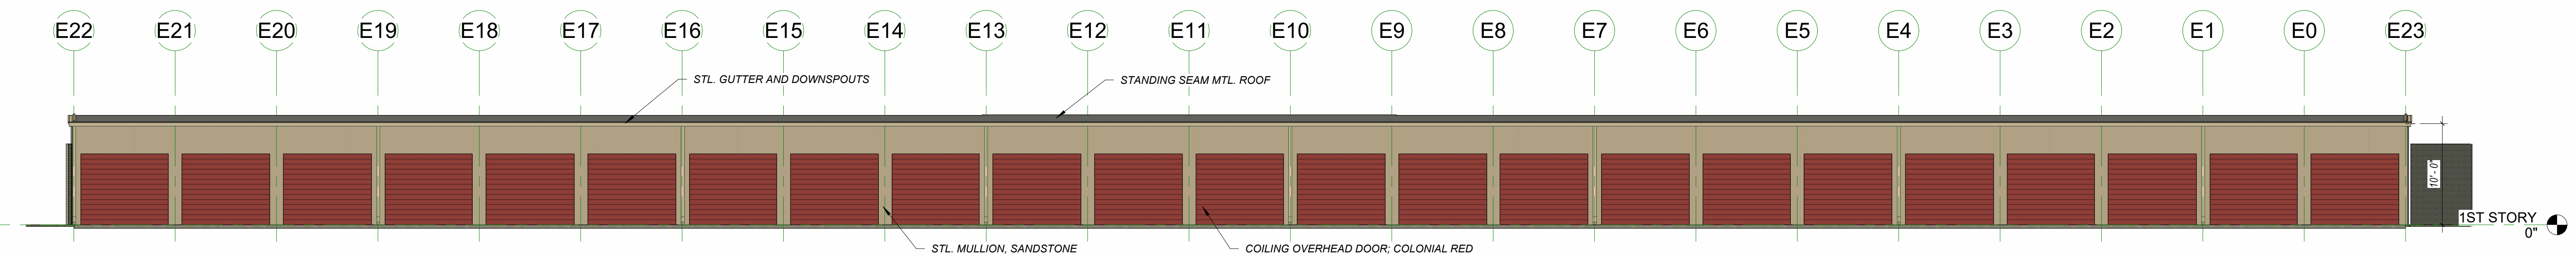 E22 E21 E20 E19 E18 E17 E16 E15 E14 E13 E12 E11 E10 E9 E8 E7 E6 E5 E4 E3 E2 E1 E0 E23
STL. GUTTER AND DOWNSPOUTS
STANDING SEAM MTL. ROOF
10' - 0"
1ST STORY
0"
STL. MULLION, SANDSTONE
COILING OVERHEAD DOOR; COLONIAL RED